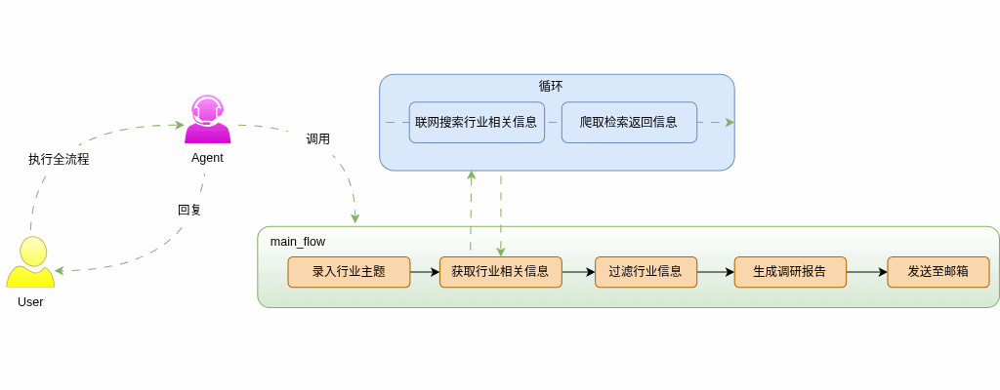 循环
联网搜索行业相关信息
爬取检索返回信息
调用
执行全流程
Agent
回复
User
main_flow
录入行业主题
获取行业相关信息
过滤行业信息
生成调研报告
发送至邮箱